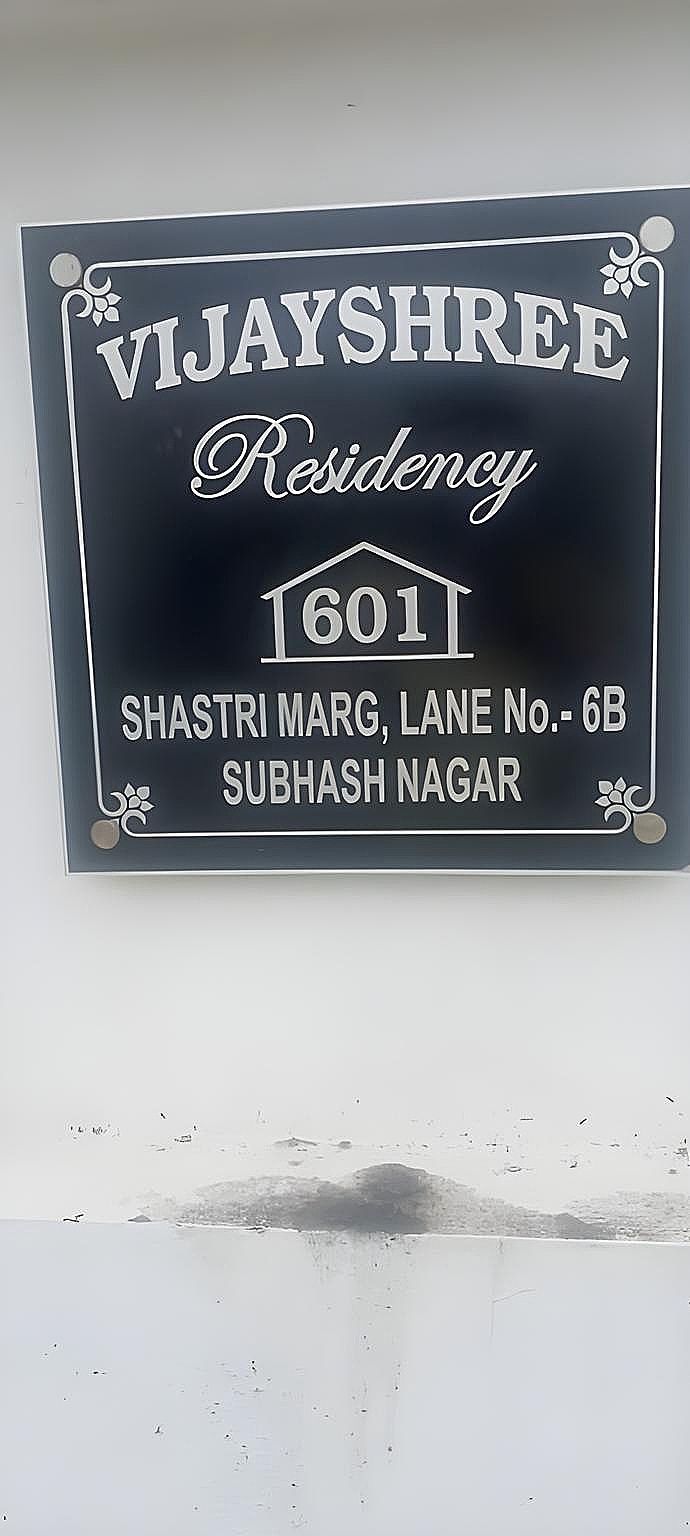 VIJAYSHREE
Residency
601
SHASTRI MARG, LANE No.- 6B
SUBHASH NAGAR